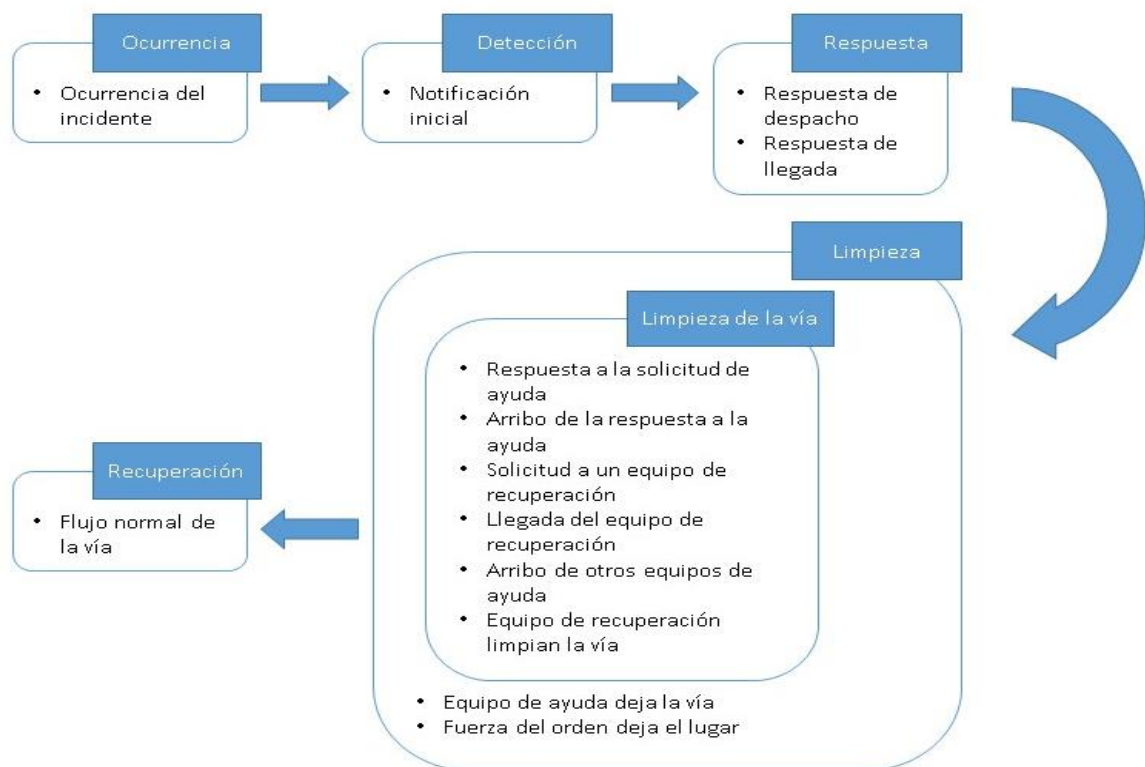 Ocurrencia
• Ocurrencia del
incidente
Detección
• Notificación
inicial
Respuesta
• Respuesta de
despacho
• Respuesta de
llegada
Limpieza
Limpieza de la vía
• Respuesta a la solicitud de
ayuda
• Arribo de la respuesta a la
ayuda
• Solicitud a un equipo de
recuperación
• Llegada del equipo de
recuperación
• Arribo de otros equipos de
ayuda
• Equipo de recuperación
limpian la vía
• Equipo de ayuda deja la vía
• Fuerza del orden deja el lugar
Recuperación
• Flujo normal de
la vía